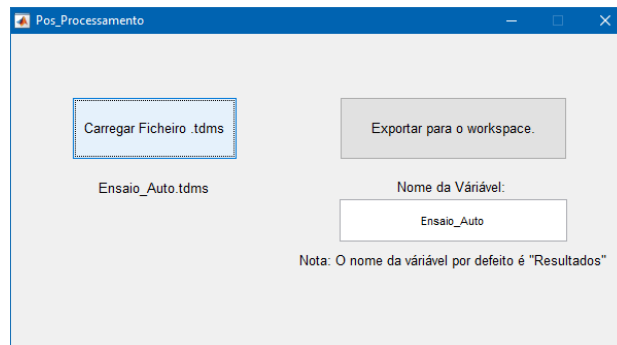 Pos_Processamento
Carregar Ficheiro .tdms
Exportar para o workspace.
Ensaio_Auto.tdms
Nome da Váriável:
Ensaio_Auto
Nota: O nome da váriável por defeito é "Resultados"